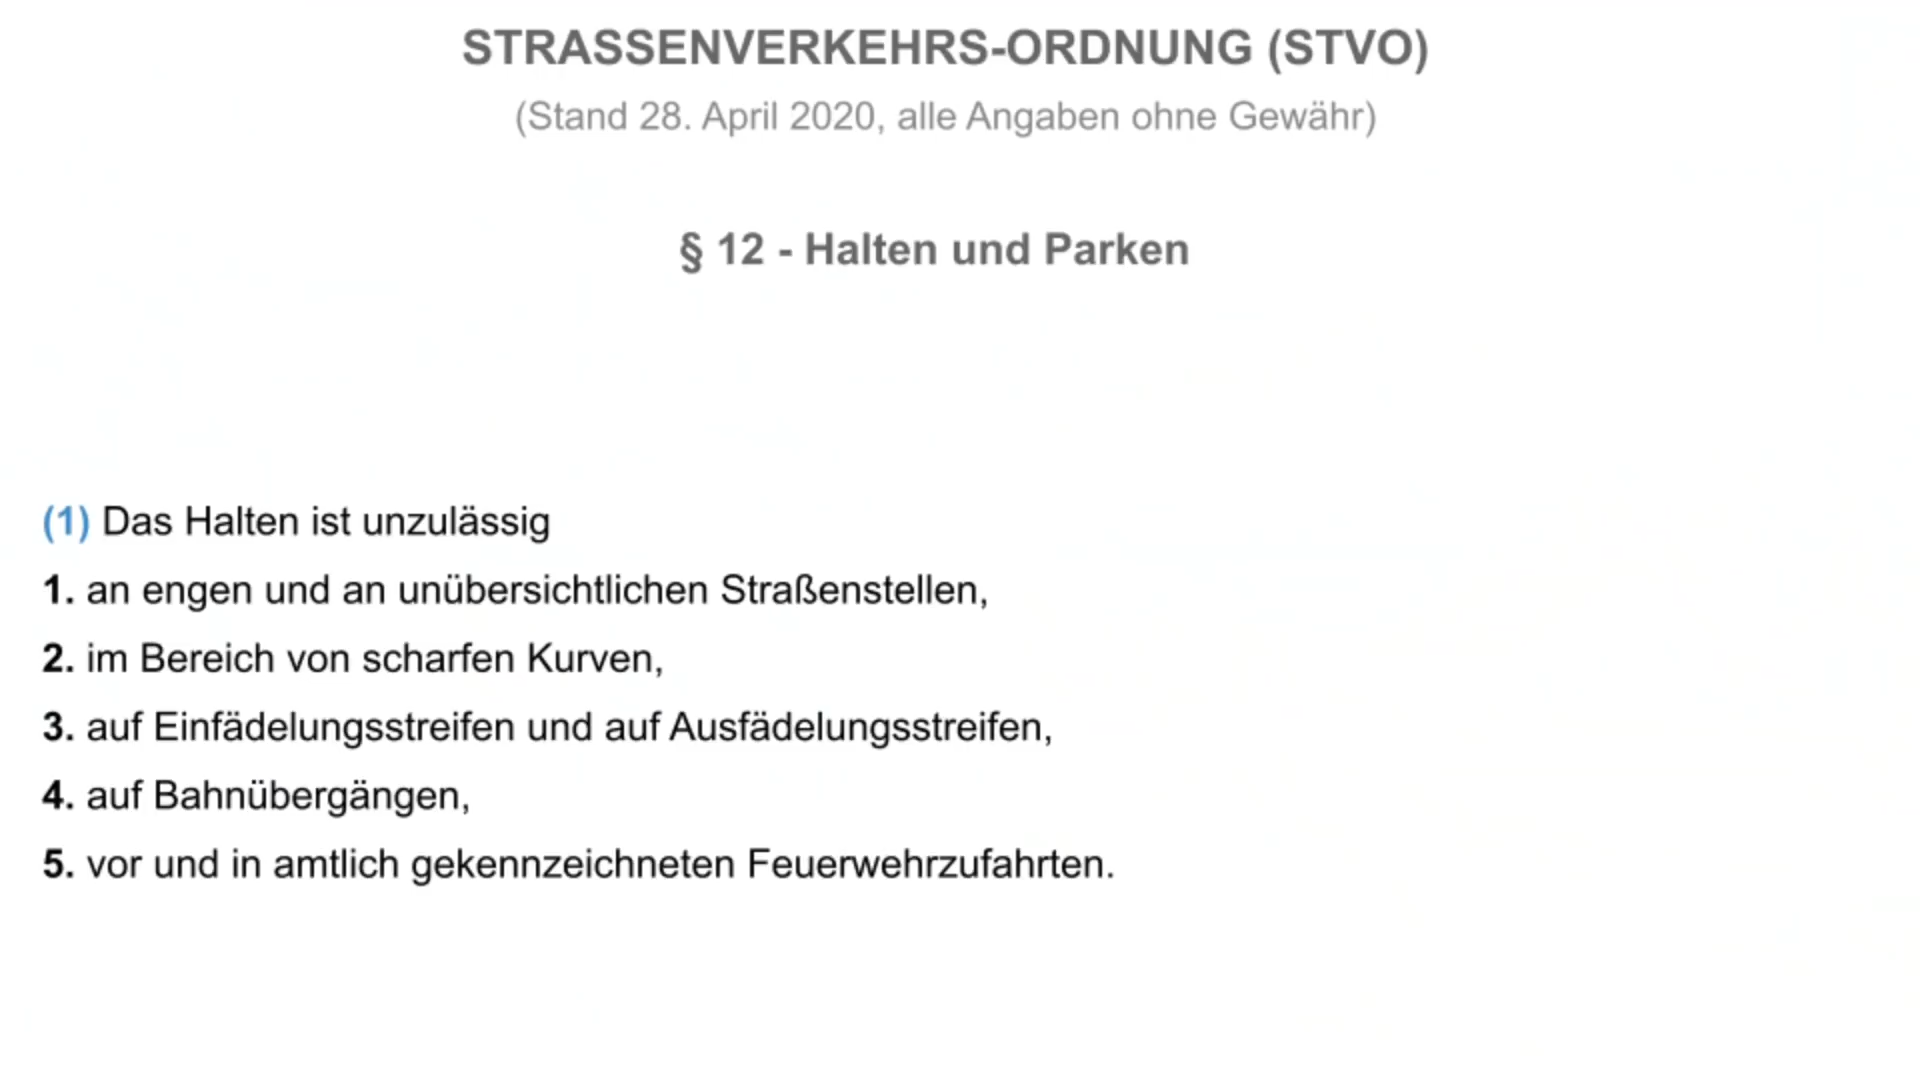 STRASSENVERKEHRS-ORDNUNG (STVO)
(Stand 28. April 2020, alle Angaben ohne Gewähr)
§ 12 - Halten und Parken
(1) Das Halten ist unzulässig
1. an engen und an unübersichtlichen Straßenstellen,
2. im Bereich von scharfen Kurven,
3. auf Einfädelungsstreifen und auf Ausfädelungsstreifen,
4. auf Bahnübergängen,
5. vor und in amtlich gekennzeichneten Feuerwehrzufahrten.